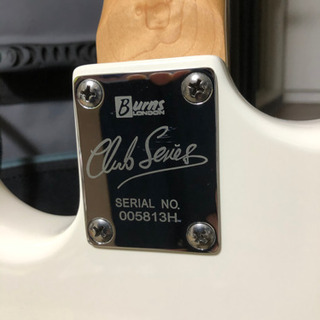 Burns
LONDON
Club Series
SERIAL NO.
005813H.